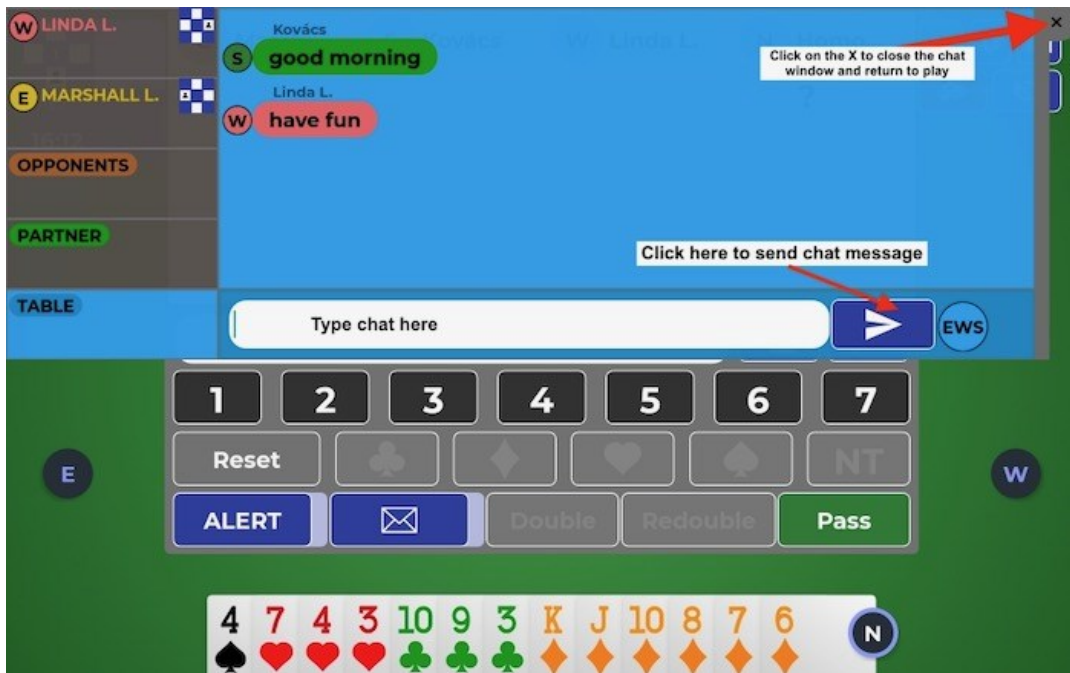 W LINDA L.
E MARSHALL L.
OPPONENTS
PARTNER
TABLE
Kovács
S good morning
Linda L.
W have fun
Click on the X to close the chat
window and return to play
X
Click here to send chat message
Type chat here
EWS
1 2 3 4 5 6 7
Reset NT
ALERT Double Redouble Pass
E
W
4 7 4 3 10 9 3 K J 10 8 7 6
N